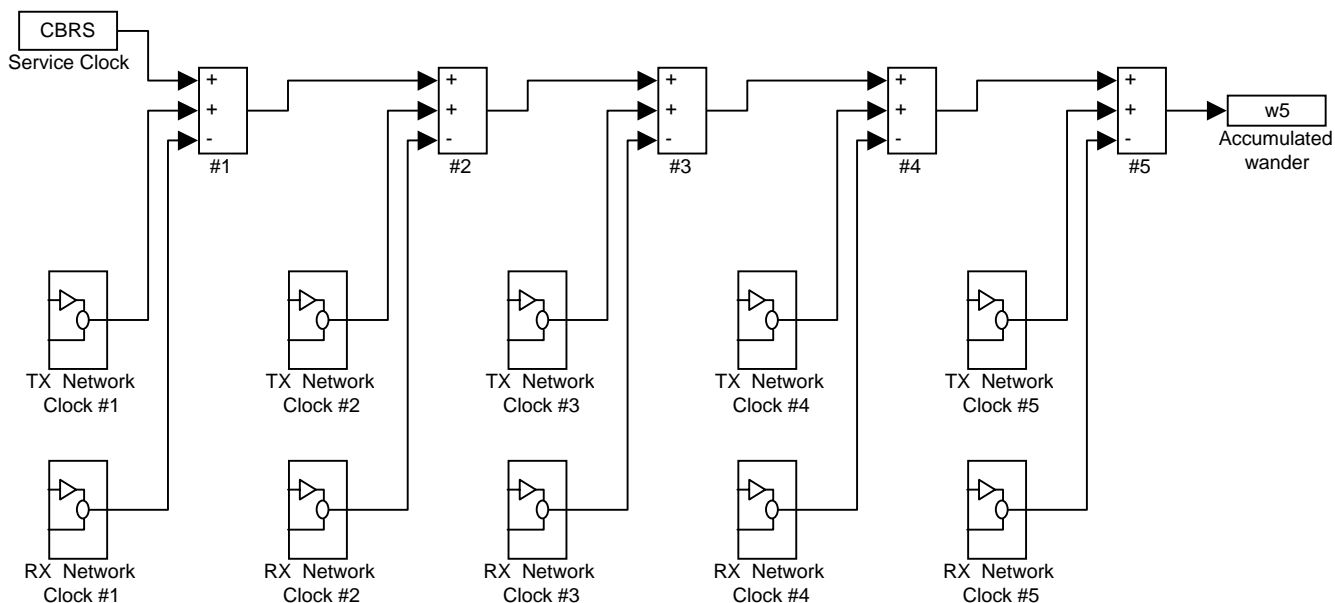 CBRS
Service Clock
+
+
-
#1
+
+
-
#2
+
+
-
#3
+
+
-
#4
+
+
-
#5
w5
Accumulated
wander
TX Network
Clock #1
TX Network
Clock #2
TX Network
Clock #3
TX Network
Clock #4
TX Network
Clock #5
RX Network
Clock #1
RX Network
Clock #2
RX Network
Clock #3
RX Network
Clock #4
RX Network
Clock #5